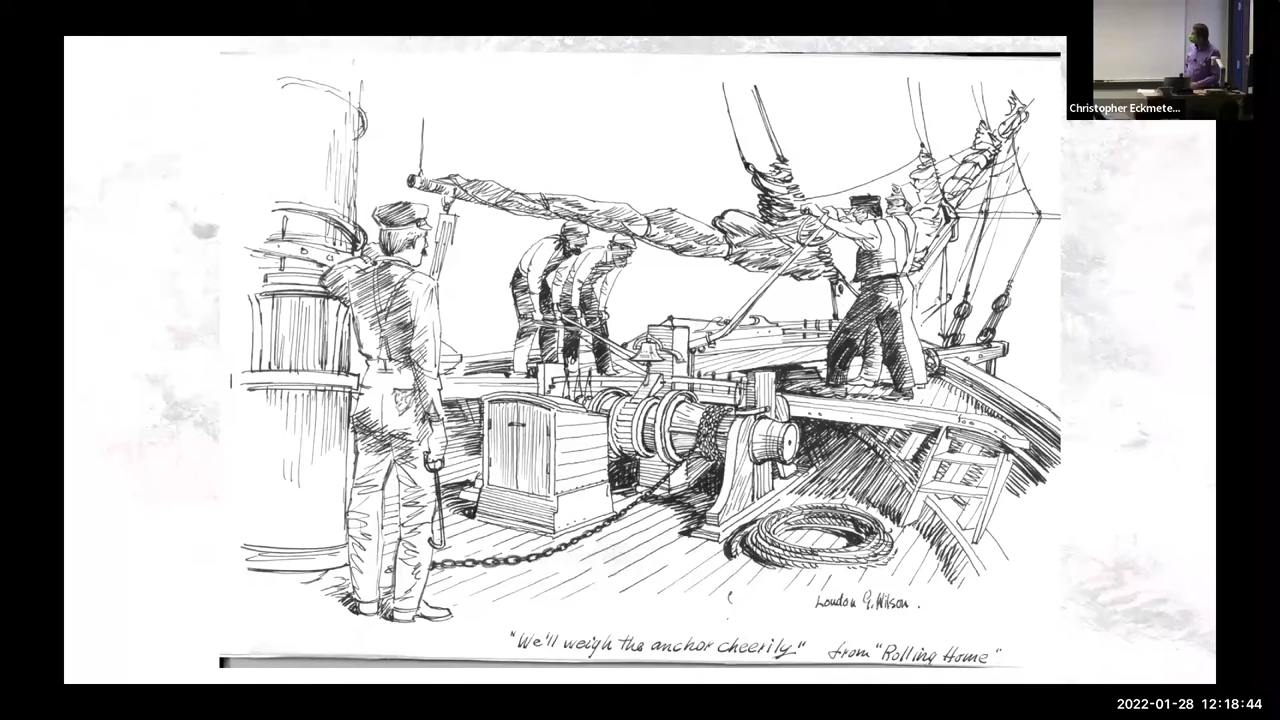 Christopher Eckmete...
Loudon G. Wilson.
"We'll weigh the anchor cheerily" from "Rolling Home"
2022-01-28 12:18:44